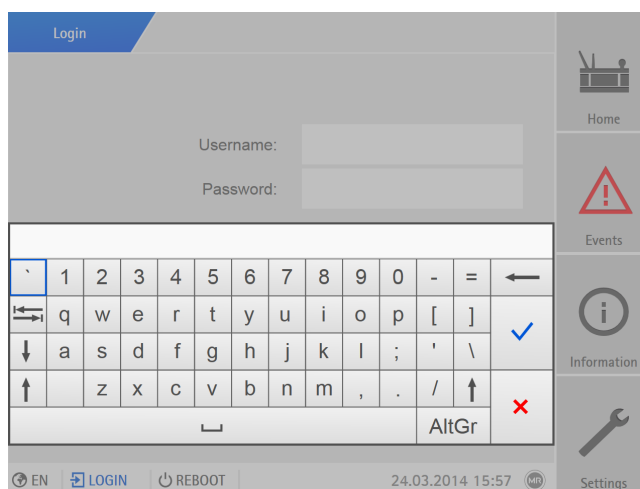 Login
Home
Username:
Password:
Events
` 1 2 3 4 5 6 7 8 9 0 - =
q w e r t y u i o p [ ]
a s d f g h j k l ; ' \
z x c v b n m , . /
AltGr
Information
EN LOGIN REBOOT 24.03.2014 15:57 MR
Settings